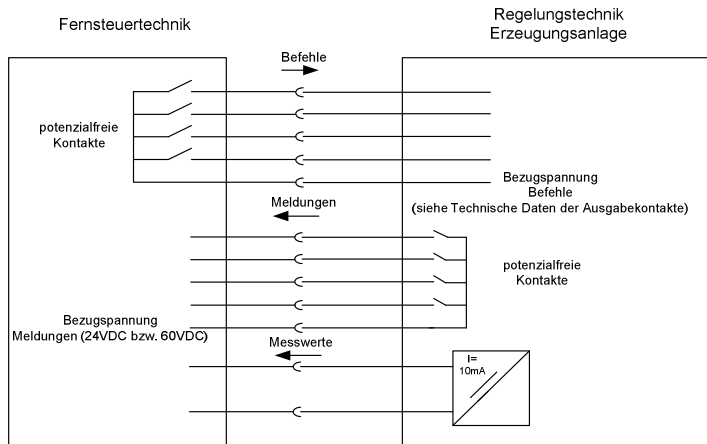 Fernsteuertechnik
Regelungstechnik
Erzeugungsanlage
Befehle
potenzialfreie
Kontakte
Bezugspannung
Befehle
(siehe Technische Daten der Ausgabekontakte)
Meldungen
potenzialfreie
Kontakte
Bezugspannung
Meldungen (24VDC bzw. 60VDC)
Messwerte
I=
10mA